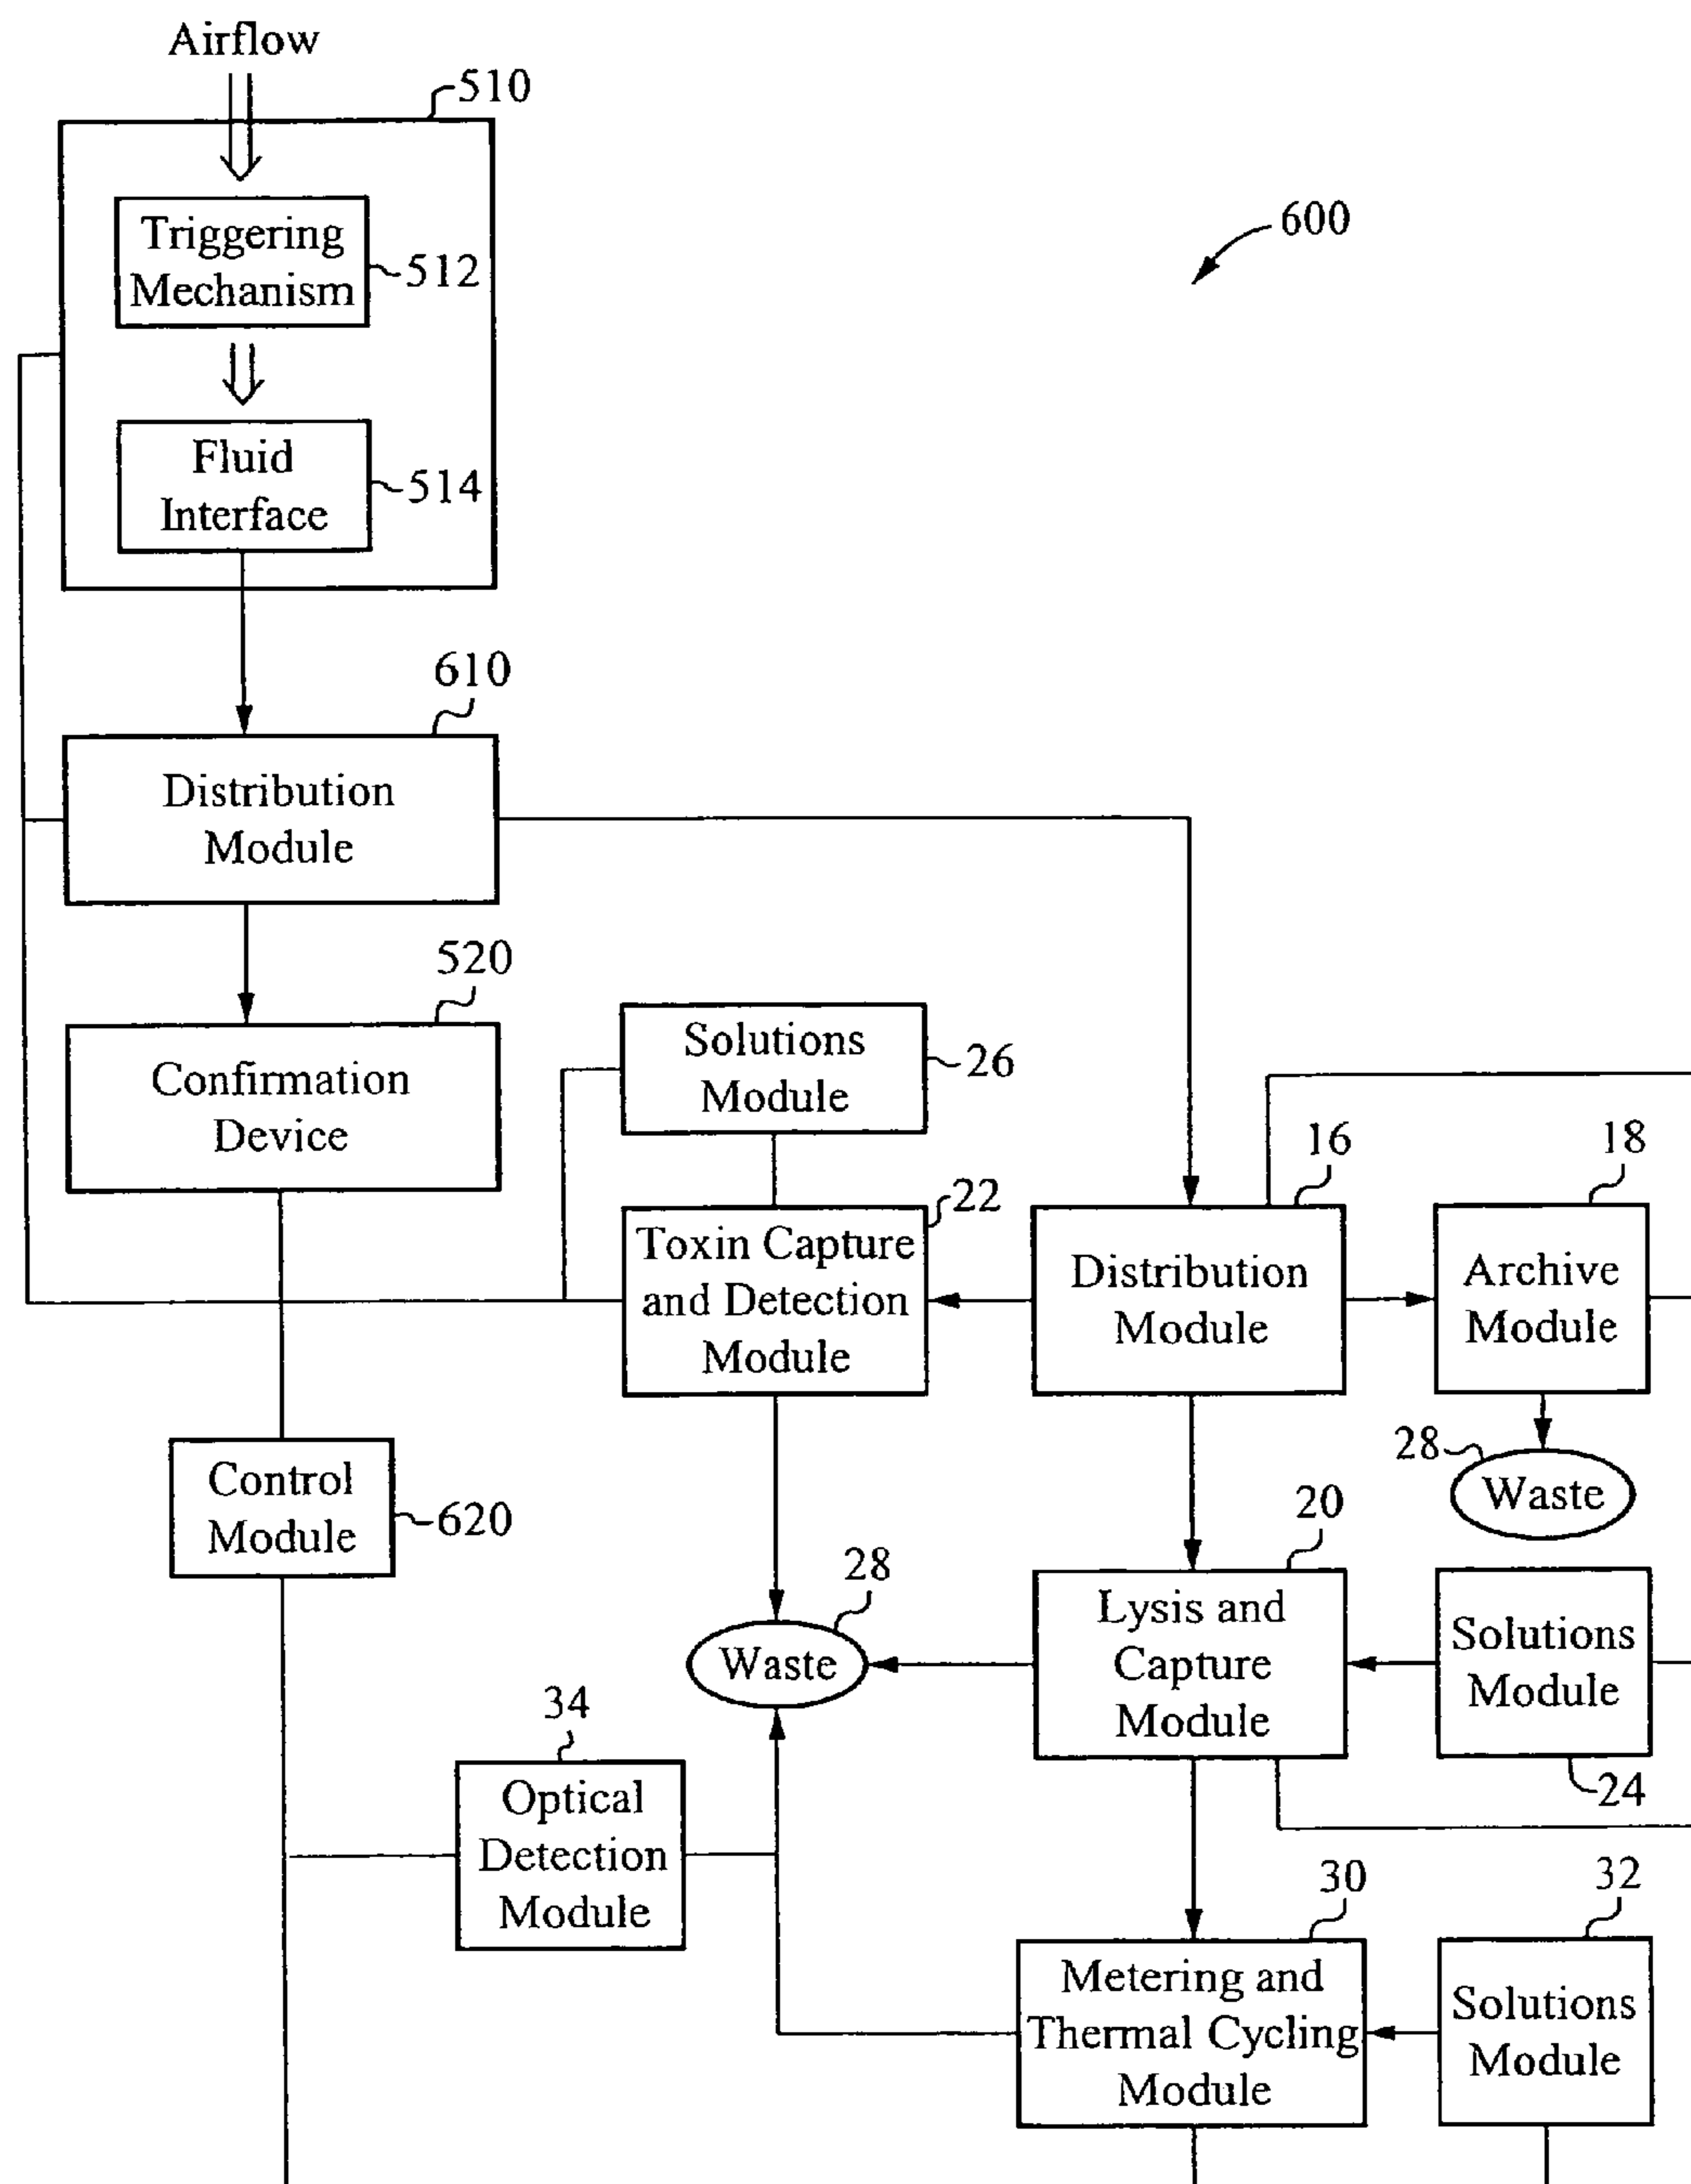 Airflow
510
600
Triggering
Mechanism
512
Fluid
Interface
514
610
Distribution
Module
520
Confirmation
Device
Solutions
Module
26
16
18
22
Toxin Capture
and Detection
Module
Distribution
Module
Archive
Module
28
Waste
Control
Module
620
20
28
Waste
Lysis and
Capture
Module
Solutions
Module
24
34
Optical
Detection
Module
30
32
Metering and
Thermal Cycling
Module
Solutions
Module